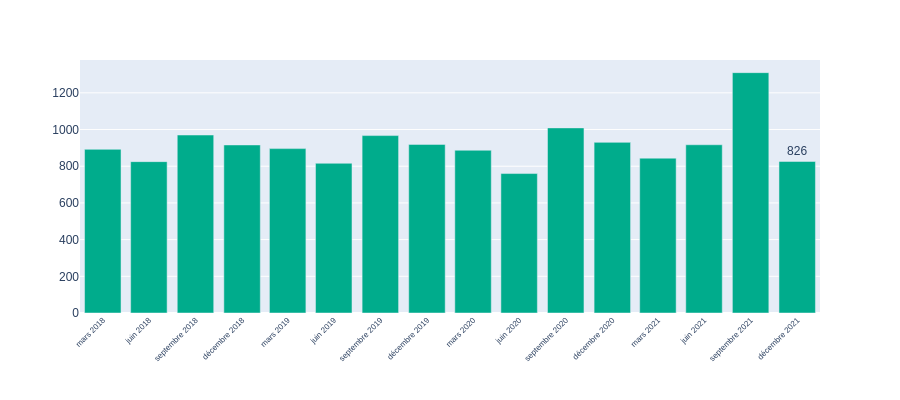 1200
1000
800
600
400
200
0
826
mars 2018
juin 2018
septembre 2018
décembre 2018
mars 2019
juin 2019
septembre 2019
décembre 2019
mars 2020
juin 2020
septembre 2020
décembre 2020
mars 2021
juin 2021
septembre 2021
décembre 2021